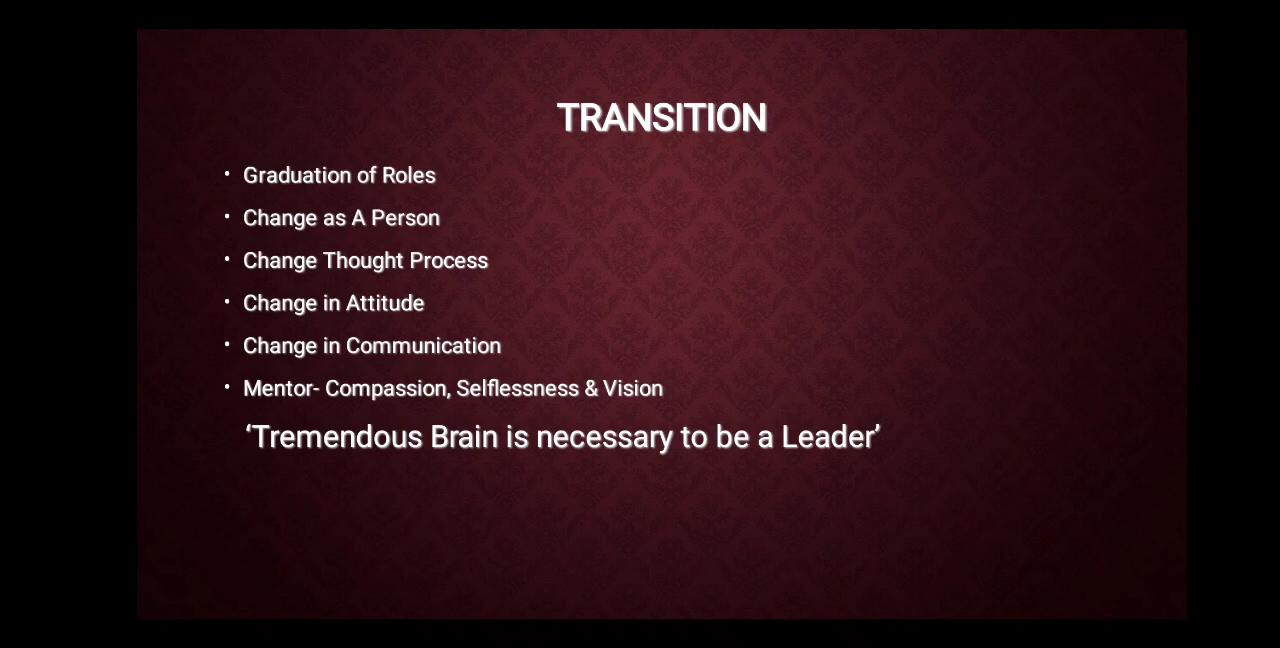 TRANSITION
• Graduation of Roles
• Change as A Person
• Change Thought Process
• Change in Attitude
• Change in Communication
• Mentor- Compassion, Selflessness & Vision
‘Tremendous Brain is necessary to be a Leader’